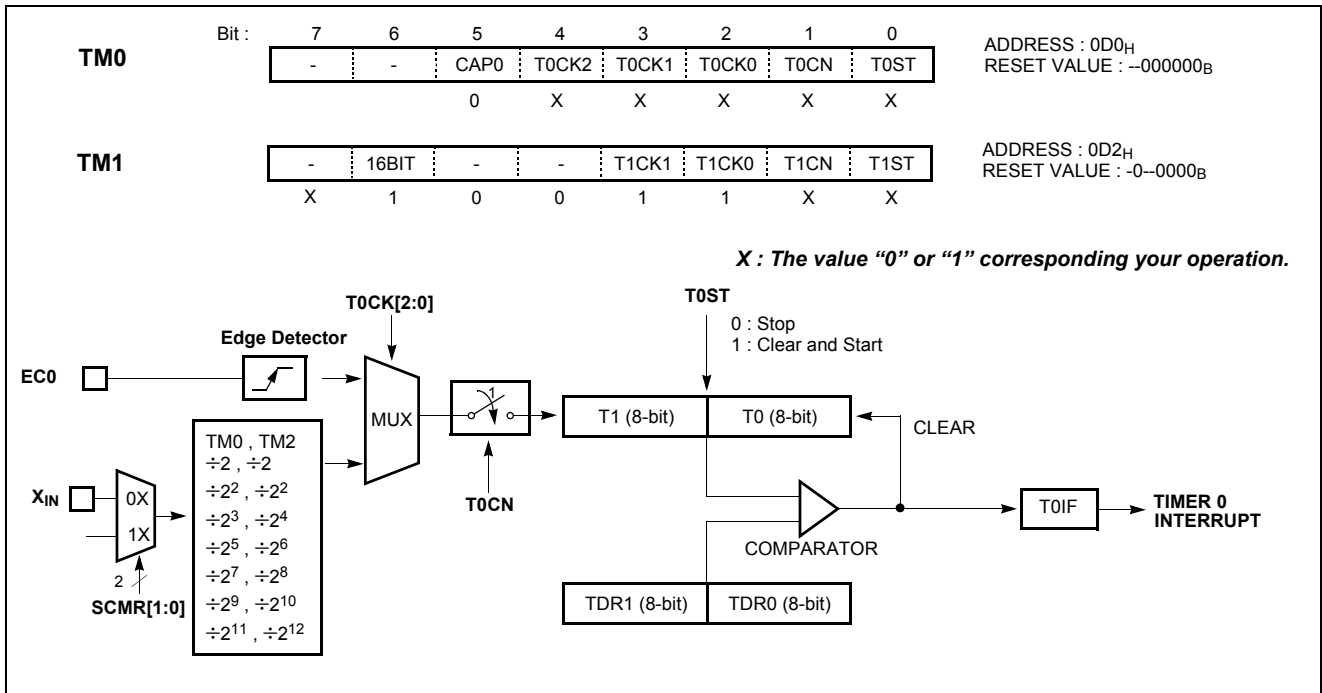 Bit : 7 6 5 4 3 2 1 0
TM0 - - CAP0 T0CK2 T0CK1 T0CK0 T0CN T0ST
ADDRESS : 0D0H
RESET VALUE : --000000B
0 X X X X X
TM1 - 16BIT - - T1CK1 T1CK0 T1CN T1ST
ADDRESS : 0D2H
RESET VALUE : -0--0000B
X 1 0 0 1 1 X X
X : The value “0” or “1” corresponding your operation.
T0CK[2:0]
T0ST
0 : Stop
1 : Clear and Start
Edge Detector
EC0
MUX
1
T1 (8-bit) T0 (8-bit)
CLEAR
T0CN
XIN
0X
1X
2
SCMR[1:0]
TM0 , TM2
÷2 , ÷2
÷2² , ÷2²
÷2³ , ÷2⁴
÷2⁵ , ÷2⁶
÷2⁷ , ÷2⁸
÷2⁹ , ÷2¹⁰
÷2¹¹ , ÷2¹²
COMPARATOR
T0IF
TIMER 0
INTERRUPT
TDR1 (8-bit) TDR0 (8-bit)